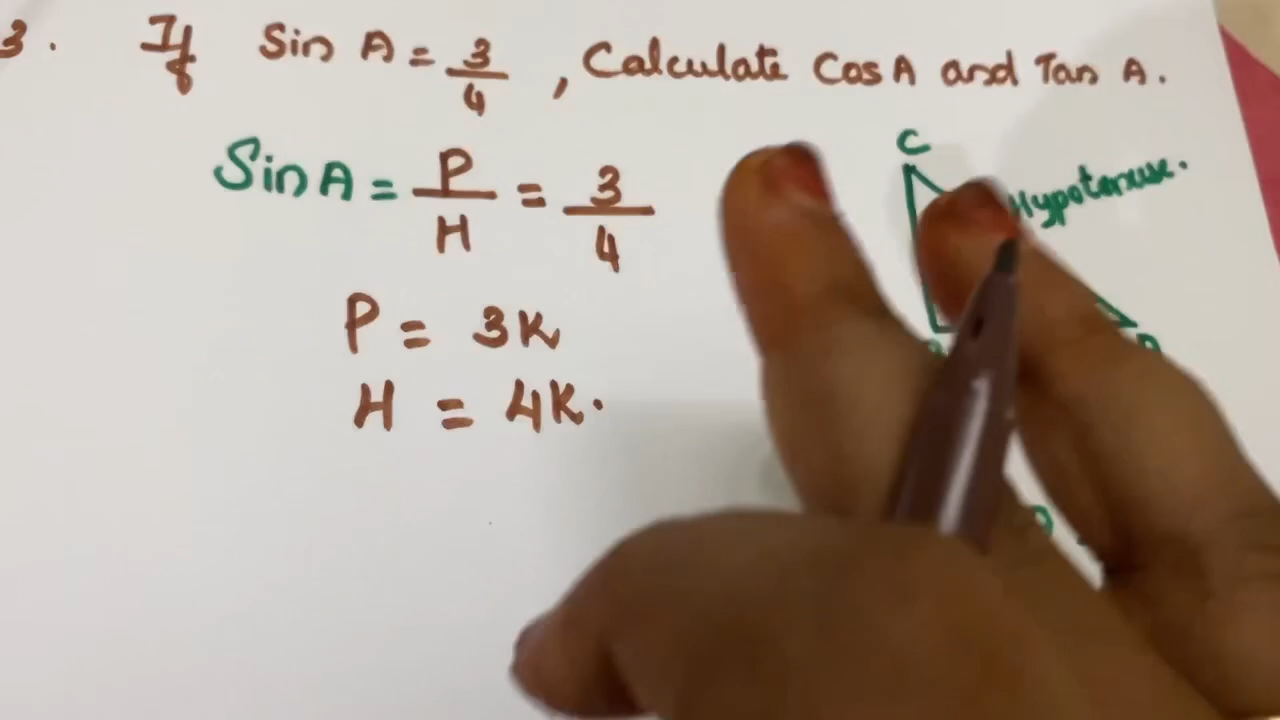 3. If Sin A = 3/4, Calculate Cos A and Tan A.
Sin A = P/H = 3/4
C
Hypotenuse.
P = 3K
H = 4K.